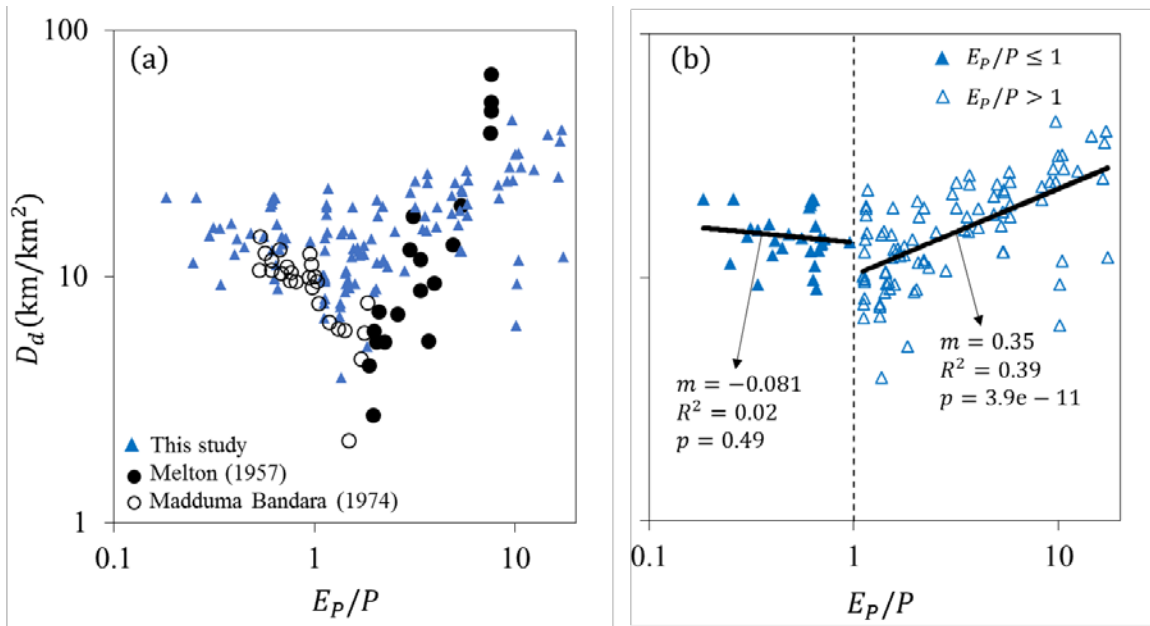 (a)
100
10
1
D_d (km/km²)
0.1
1
10
E_P/P
This study
Melton (1957)
Madduma Bandara (1974)
(b)
E_P/P ≤ 1
E_P/P > 1
m = −0.081
R² = 0.02
p = 0.49
m = 0.35
R² = 0.39
p = 3.9e − 11
0.1
1
10
E_P/P